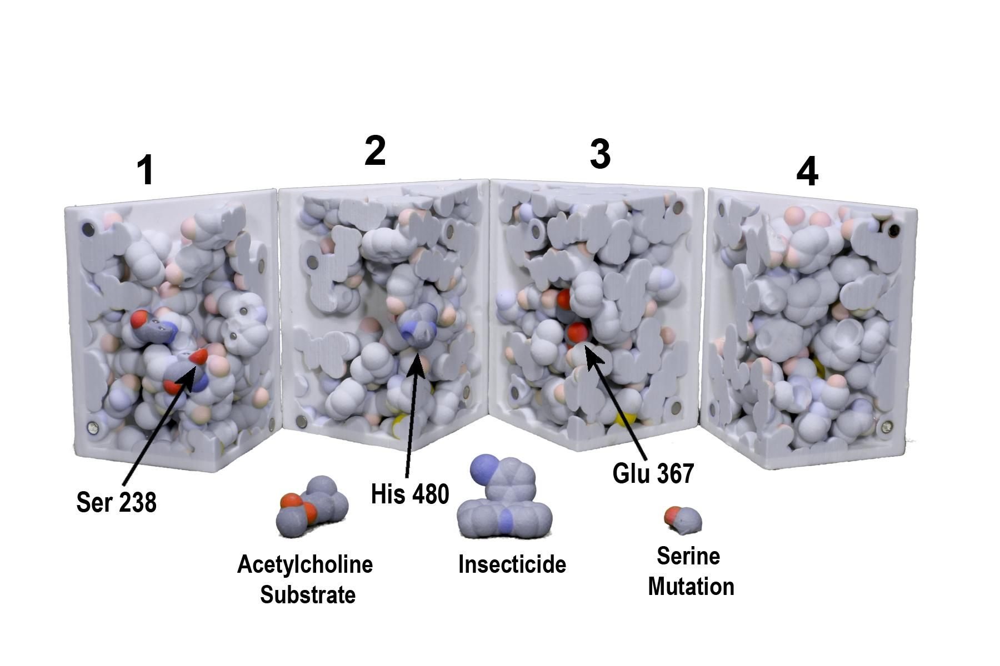 1
2
3
4
Ser 238
His 480
Glu 367
Acetylcholine
Substrate
Insecticide
Serine
Mutation